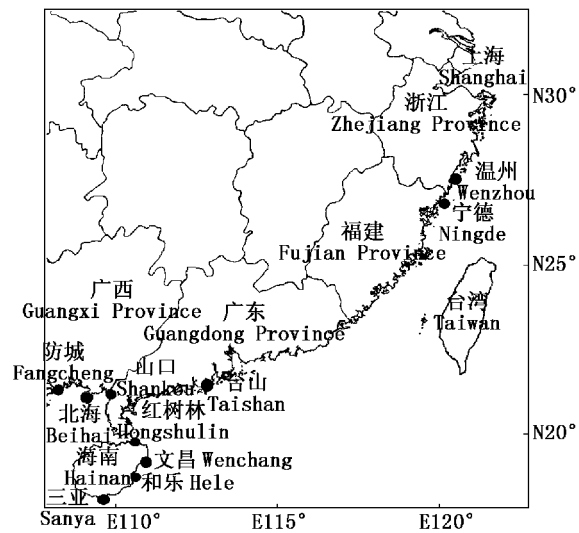 上海
Shanghai
N30°
浙江
Zhejiang Province
温州
Wenzhou
宁德
Ningde
福建
Fujian Province
N25°
广西
Guangxi Province
广东
Guangdong Province
台湾
Taiwan
防城
Fangcheng
山口
Shankou
台山
Taishan
北海
Beihai
红树林
Hongshulin
N20°
海南
Hainan
文昌 Wenchang
和乐 Hele
三亚
Sanya
E110°
E115°
E120°